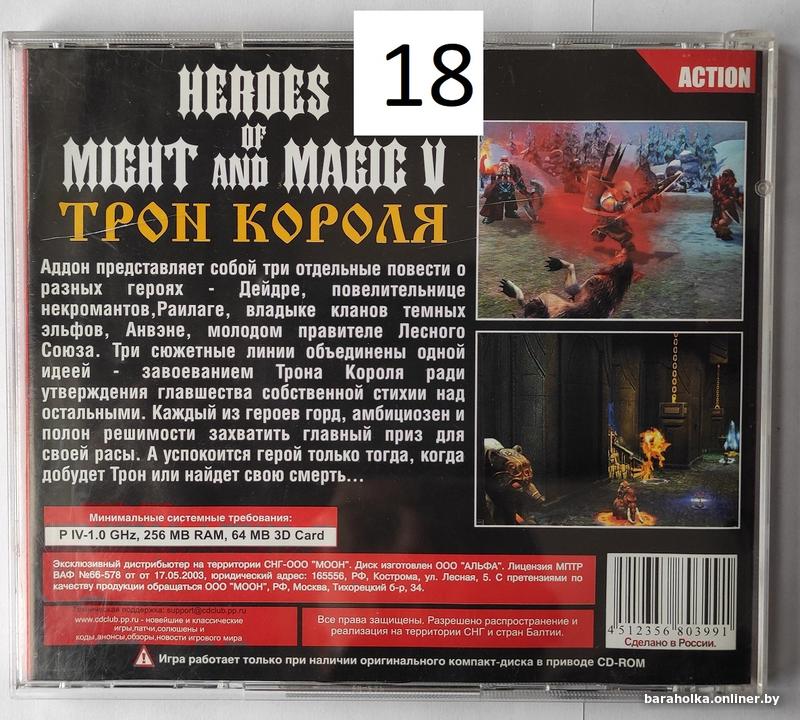 18
ACTION
HEROES
OF
MIGHT AND MAGIC V
ТРОН КОРОЛЯ
Аддон представляет собой три отдельные повести о
разных героях - Дейдре, повелительнице
некромантов,Раилаге, владыке кланов темных
эльфов, Анвэне, молодом правителе Лесного
Союза. Три сюжетные линии объединены одной
идеей - завоеванием Трона Короля ради
утверждения главшества собственной стихии над
остальными. Каждый из героев горд, амбициозен и
полон решимости захватить главный приз для
своей расы. А успокоится герой только тогда, когда
добудет Трон или найдет свою смерть...
Минимальные системные требования:
P IV-1.0 GHz, 256 MB RAM, 64 MB 3D Card
Эксклюзивный дистрибьютер на территории СНГ-ООО "МООН". Диск изготовлен ООО "АЛЬФА". Лицензия МПТР
ВАФ №66-578 от от 17.05.2003, юридический адрес: 165556, РФ, Кострома, ул. Лесная, 5. С претензиями по
качеству продукции обращаться ООО "МООН", РФ, Москва, Тихорецкий б-р, 34.
Техническая поддержка: support@cdclub.pp.ru
www.cdclub.pp.ru - новейшие и классические
игры,патчи,солюшены и
коды,анонсы,обзоры,новости игрового мира
Все права защищены. Разрешено распространение и
реализация на территории СНГ и стран Балтии.
4 512356 803991
Сделано в России.
Игра работает только при наличии оригинального компакт-диска в приводе CD-ROM
baraholka.onliner.by